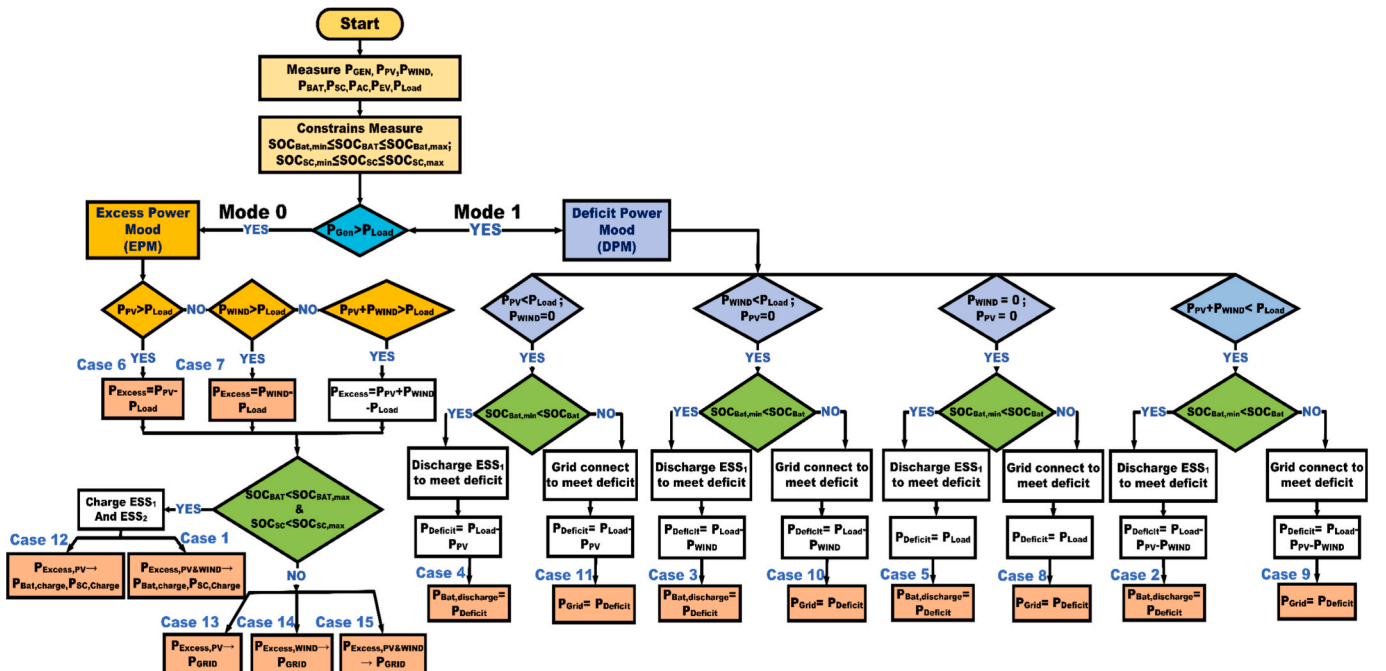 Start
Measure PGEN, PPV,PWIND,
PBAT,PSC,PAC,PEV,PLoad
Constrains Measure
SOCBat,min≤SOCBAT≤SOCBat,max;
SOCSC,min≤SOCSC≤SOCSC,max
Excess Power
Mood
(EPM)
Mode 0
YES
PGen>PLoad
Mode 1
YES
Deficit Power
Mood
(DPM)
PPV>PLoad
NO
PWIND>PLoad
NO
PPV+PWIND>PLoad
PPV<PLoad ;
PWIND=0
PWIND<PLoad ;
PPV=0
PWIND = 0 ;
PPV = 0
PPV+PWIND< PLoad
Case 6
YES
Case 7
YES
YES
YES
YES
YES
YES
PExcess=PPV-
PLoad
PExcess=PWIND-
PLoad
PExcess=PPV+PWIND
-PLoad
YES
SOCBat,min<SOCBat
NO
YES
SOCBat,min<SOCBat
NO
YES
SOCBat,min<SOCBat
NO
YES
SOCBat,min<SOCBat
NO
Discharge ESS1
to meet deficit
Grid connect
to meet deficit
Discharge ESS1
to meet deficit
Grid connect to
meet deficit
Discharge ESS1
to meet deficit
Grid connect to
meet deficit
Discharge ESS1
to meet deficit
Grid connect to
meet deficit
Charge ESS1
And ESS2
YES
SOCBAT<SOCBAT,max
&
SOCSC<SOCSC,max
NO
PDeficit= PLoad-
PPV
PDeficit= PLoad-
PPV
PDeficit= PLoad-
PWIND
PDeficit= PLoad-
PWIND
PDeficit= PLoad
PDeficit= PLoad
PDeficit= PLoad-
PPV-PWIND
PDeficit= PLoad-
PPV-PWIND
Case 12
Case 1
PExcess,PV→
PBat,charge,PSC,Charge
PExcess,PV&WIND→
PBat,charge,PSC,Charge
Case 4
PBat,discharge=
PDeficit
Case 11
PGrid= PDeficit
Case 3
PBat,discharge=
PDeficit
Case 10
PGrid= PDeficit
Case 5
PBat,discharge=
PDeficit
Case 8
PGrid= PDeficit
Case 2
PBat,discharge=
PDeficit
Case 9
PGrid= PDeficit
Case 13
Case 14
Case 15
PExcess,PV→
PGRID
PExcess,WIND→
PGRID
PExcess,PV&WIND
→ PGRID